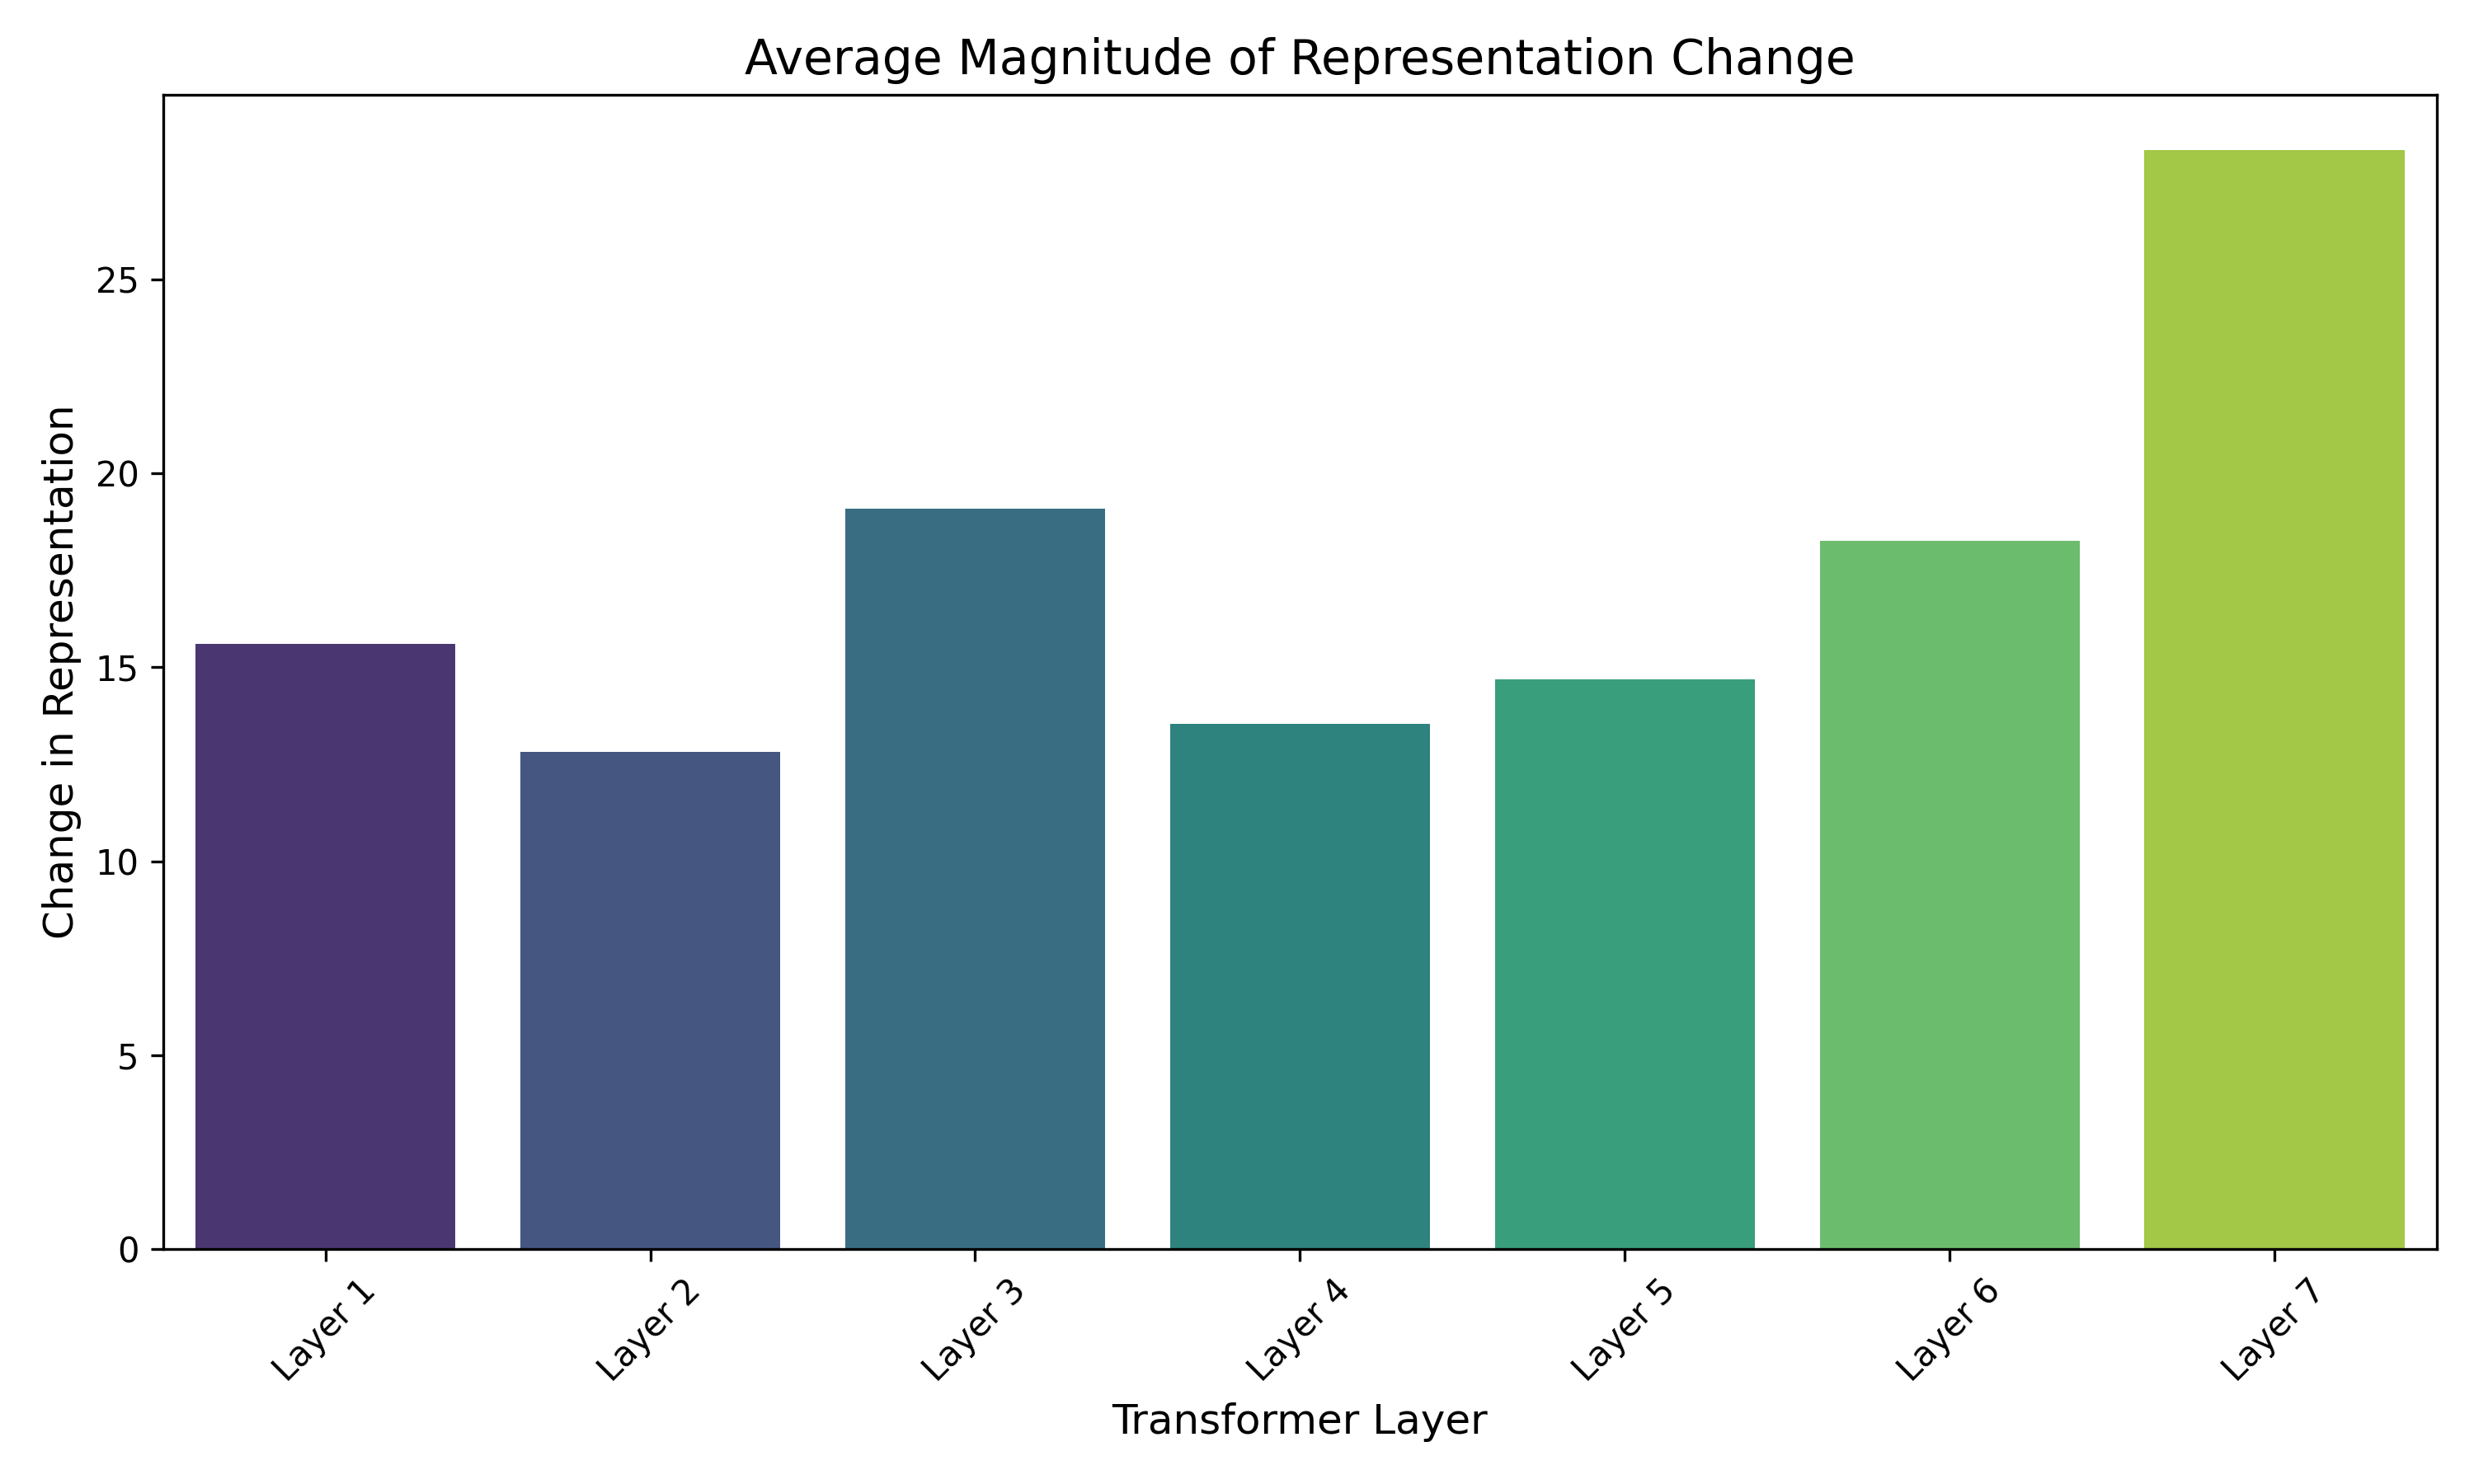 Average Magnitude of Representation Change
Change in Representation
25
20
15
10
5
0
Layer 1
Layer 2
Layer 3
Layer 4
Layer 5
Layer 6
Layer 7
Transformer Layer